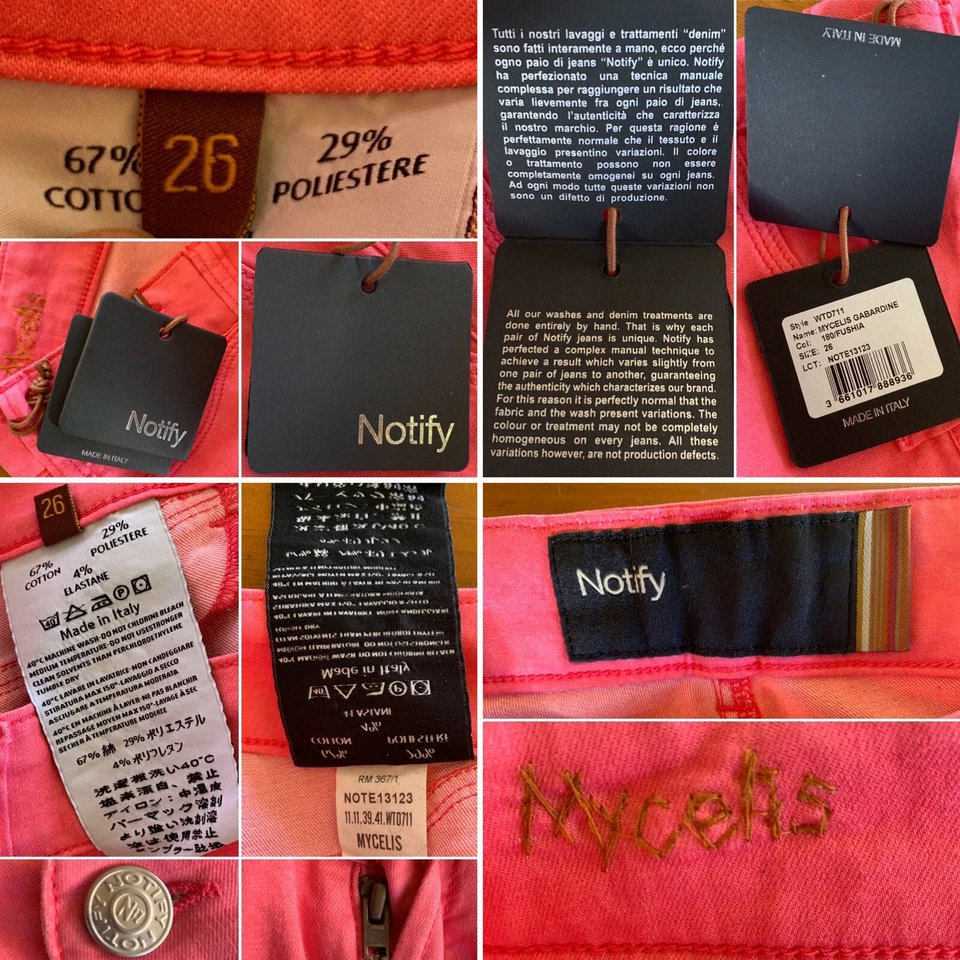 67%
COTTO
26
29%
POLIESTERE
Tutti i nostri lavaggi e trattamenti “denim”
sono fatti interamente a mano, ecco perché
ogno paio di jeans “Notify” è unico. Notify
ha perfezionato una tecnica manuale
complessa per raggiungere un risultato che
varia lievemente fra ogni paio di jeans,
garantendo l'autenticità che caratterizza
il nostro marchio. Per questa ragione è
perfettamente normale che il tessuto e il
lavaggio presentino variazioni. Il colore
o trattamento possono non essere
completamente omogenei su ogni jeans.
Ad ogni modo tutte queste variazioni non
sono un difetto di produzione.
All our washes and denim treatments are
done entirely by hand. That is why each
pair of Notify jeans is unique. Notify has
perfected a complex manual technique to
achieve a result which varies slightly from
one pair of jeans to another, guaranteeing
the authenticity which characterizes our brand.
For this reason it is perfectly normal that the
fabric and the wash present variations. The
colour or treatment may not be completely
homogeneous on every jeans. All these
variations however, are not production defects.
MADE IN ITALY
Style WTD711
Name: MYCELIS GABARDINE
Col: 180/FUSHIA
SIZE: 26
LCT: NOTE13123
3 661017 888936
MADE IN ITALY
Notify
MADE IN ITALY
Notify
26
67%
COTTON
29%
POLIESTERE
4%
ELASTANE
40°
P
Made in Italy
40°C MACHINE WASH-DO NOT CHLORINE BLEACH
MEDIUM TEMPERATURE-DO NOT USESTRONGER
CLEAN SOLVENTS THAN PERCHLOROETHYLENE
TUMBLE DRY
40°C LAVARE IN LAVATRICE-NON CANDEGGIARE
STIRATURA MAX 150°-LAVAGGIO A SECCO
ASCIUGARE A TEMPERATURA MODERATA
40°C EN MACHINE À LAVER-NE PAS BLANCHIR
REPASSAGE MOYEN MAX 150°-LAVAGE À SEC
SECHER À TEMPERATURE MODIREE
67% 綿 29% ポリエステル
4% ポリウレタン
Made in Italy
COTTON
67%
29%
RM 367/1
NOTE13123
11.11.39.41.WTD711
MYCELIS
Notify
Mycelis
NOTIFY
NOTIFY